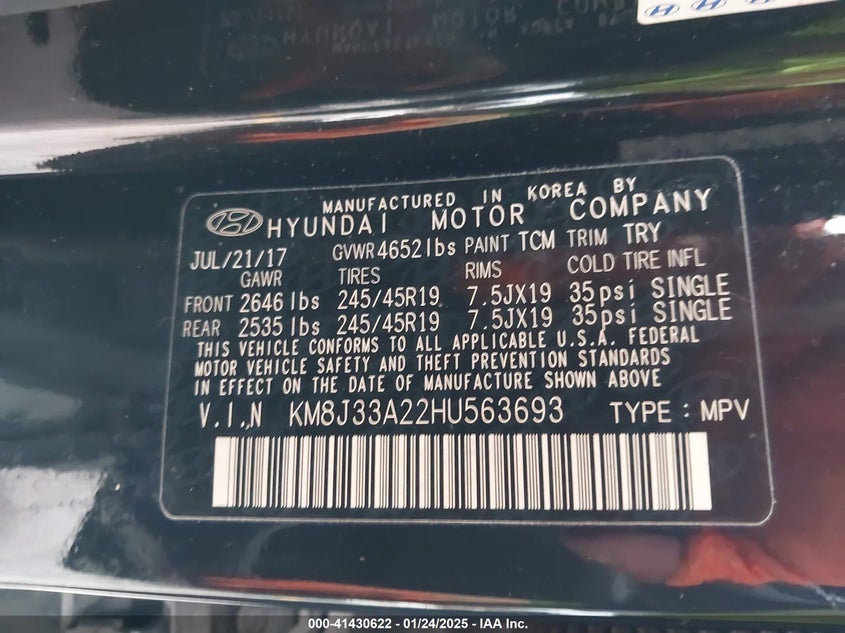 MANUFACTURED IN KOREA BY
HYUNDAI MOTOR COMPANY
JUL/21/17 GVWR 4652 lbs PAINT TCM TRIM TRY
GAWR TIRES RIMS COLD TIRE INFL
FRONT 2646 lbs 245/45R19 7.5JX19 35psi SINGLE
REAR 2535 lbs 245/45R19 7.5JX19 35psi SINGLE
THIS VEHICLE CONFORMS TO ALL APPLICABLE U.S.A. FEDERAL
MOTOR VEHICLE SAFETY AND THEFT PREVENTION STANDARDS
IN EFFECT ON THE DATE OF MANUFACTURE SHOWN ABOVE
V.I.N KM8J33A22HU563693 TYPE : MPV
000-41430622 - 01/24/2025 - IAA Inc.